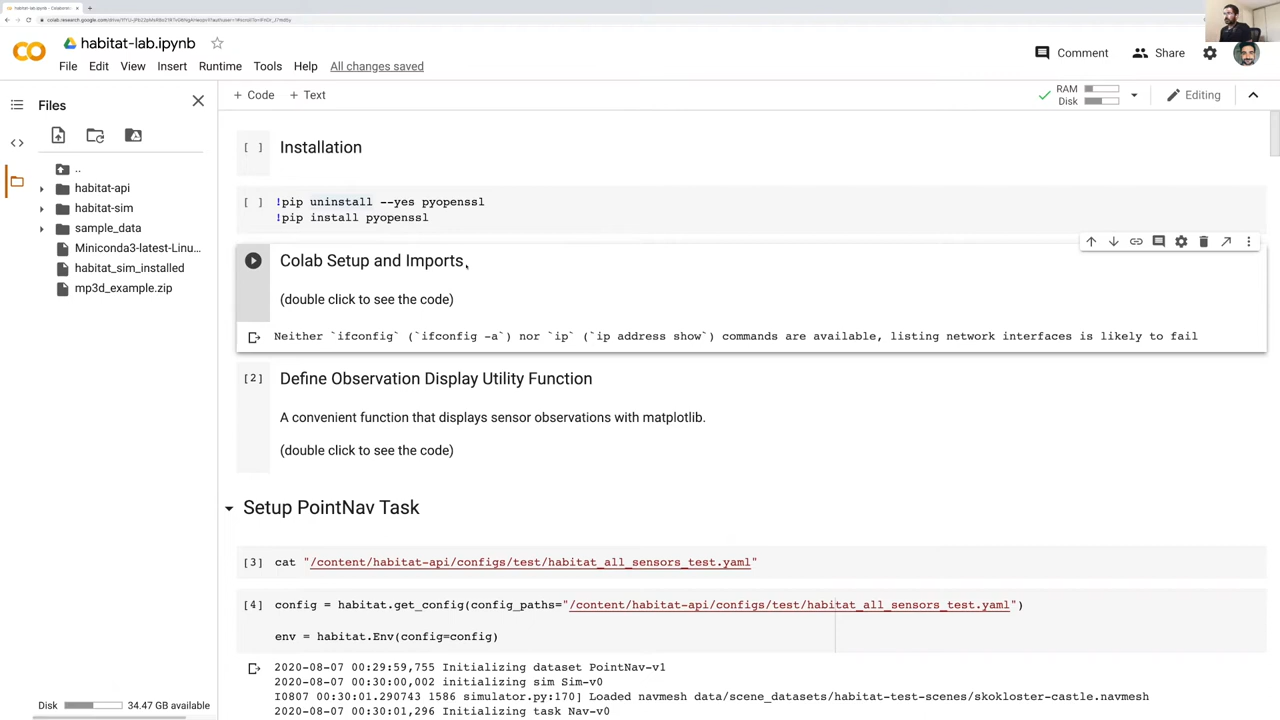 habitat-lab.ipynb
File Edit View Insert Runtime Tools Help All changes saved
Comment Share
+ Code + Text
RAM
Disk
Editing
Files
..
habitat-api
habitat-sim
sample_data
Miniconda3-latest-Linu...
habitat_sim_installed
mp3d_example.zip
Disk 34.47 GB available
[ ] Installation
[ ] !pip uninstall --yes pyopenssl
!pip install pyopenssl
Colab Setup and Imports
(double click to see the code)
Neither `ifconfig` (`ifconfig -a`) nor `ip` (`ip address show`) commands are available, listing network interfaces is likely to fail
[2] Define Observation Display Utility Function
A convenient function that displays sensor observations with matplotlib.
(double click to see the code)
Setup PointNav Task
[3] cat "/content/habitat-api/configs/test/habitat_all_sensors_test.yaml"
[4] config = habitat.get_config(config_paths="/content/habitat-api/configs/test/habitat_all_sensors_test.yaml")
env = habitat.Env(config=config)
2020-08-07 00:29:59,755 Initializing dataset PointNav-v1
2020-08-07 00:30:00,002 initializing sim Sim-v0
I0807 00:30:01.290743 1586 simulator.py:170] Loaded navmesh data/scene_datasets/habitat-test-scenes/skokloster-castle.navmesh
2020-08-07 00:30:01,296 Initializing task Nav-v0